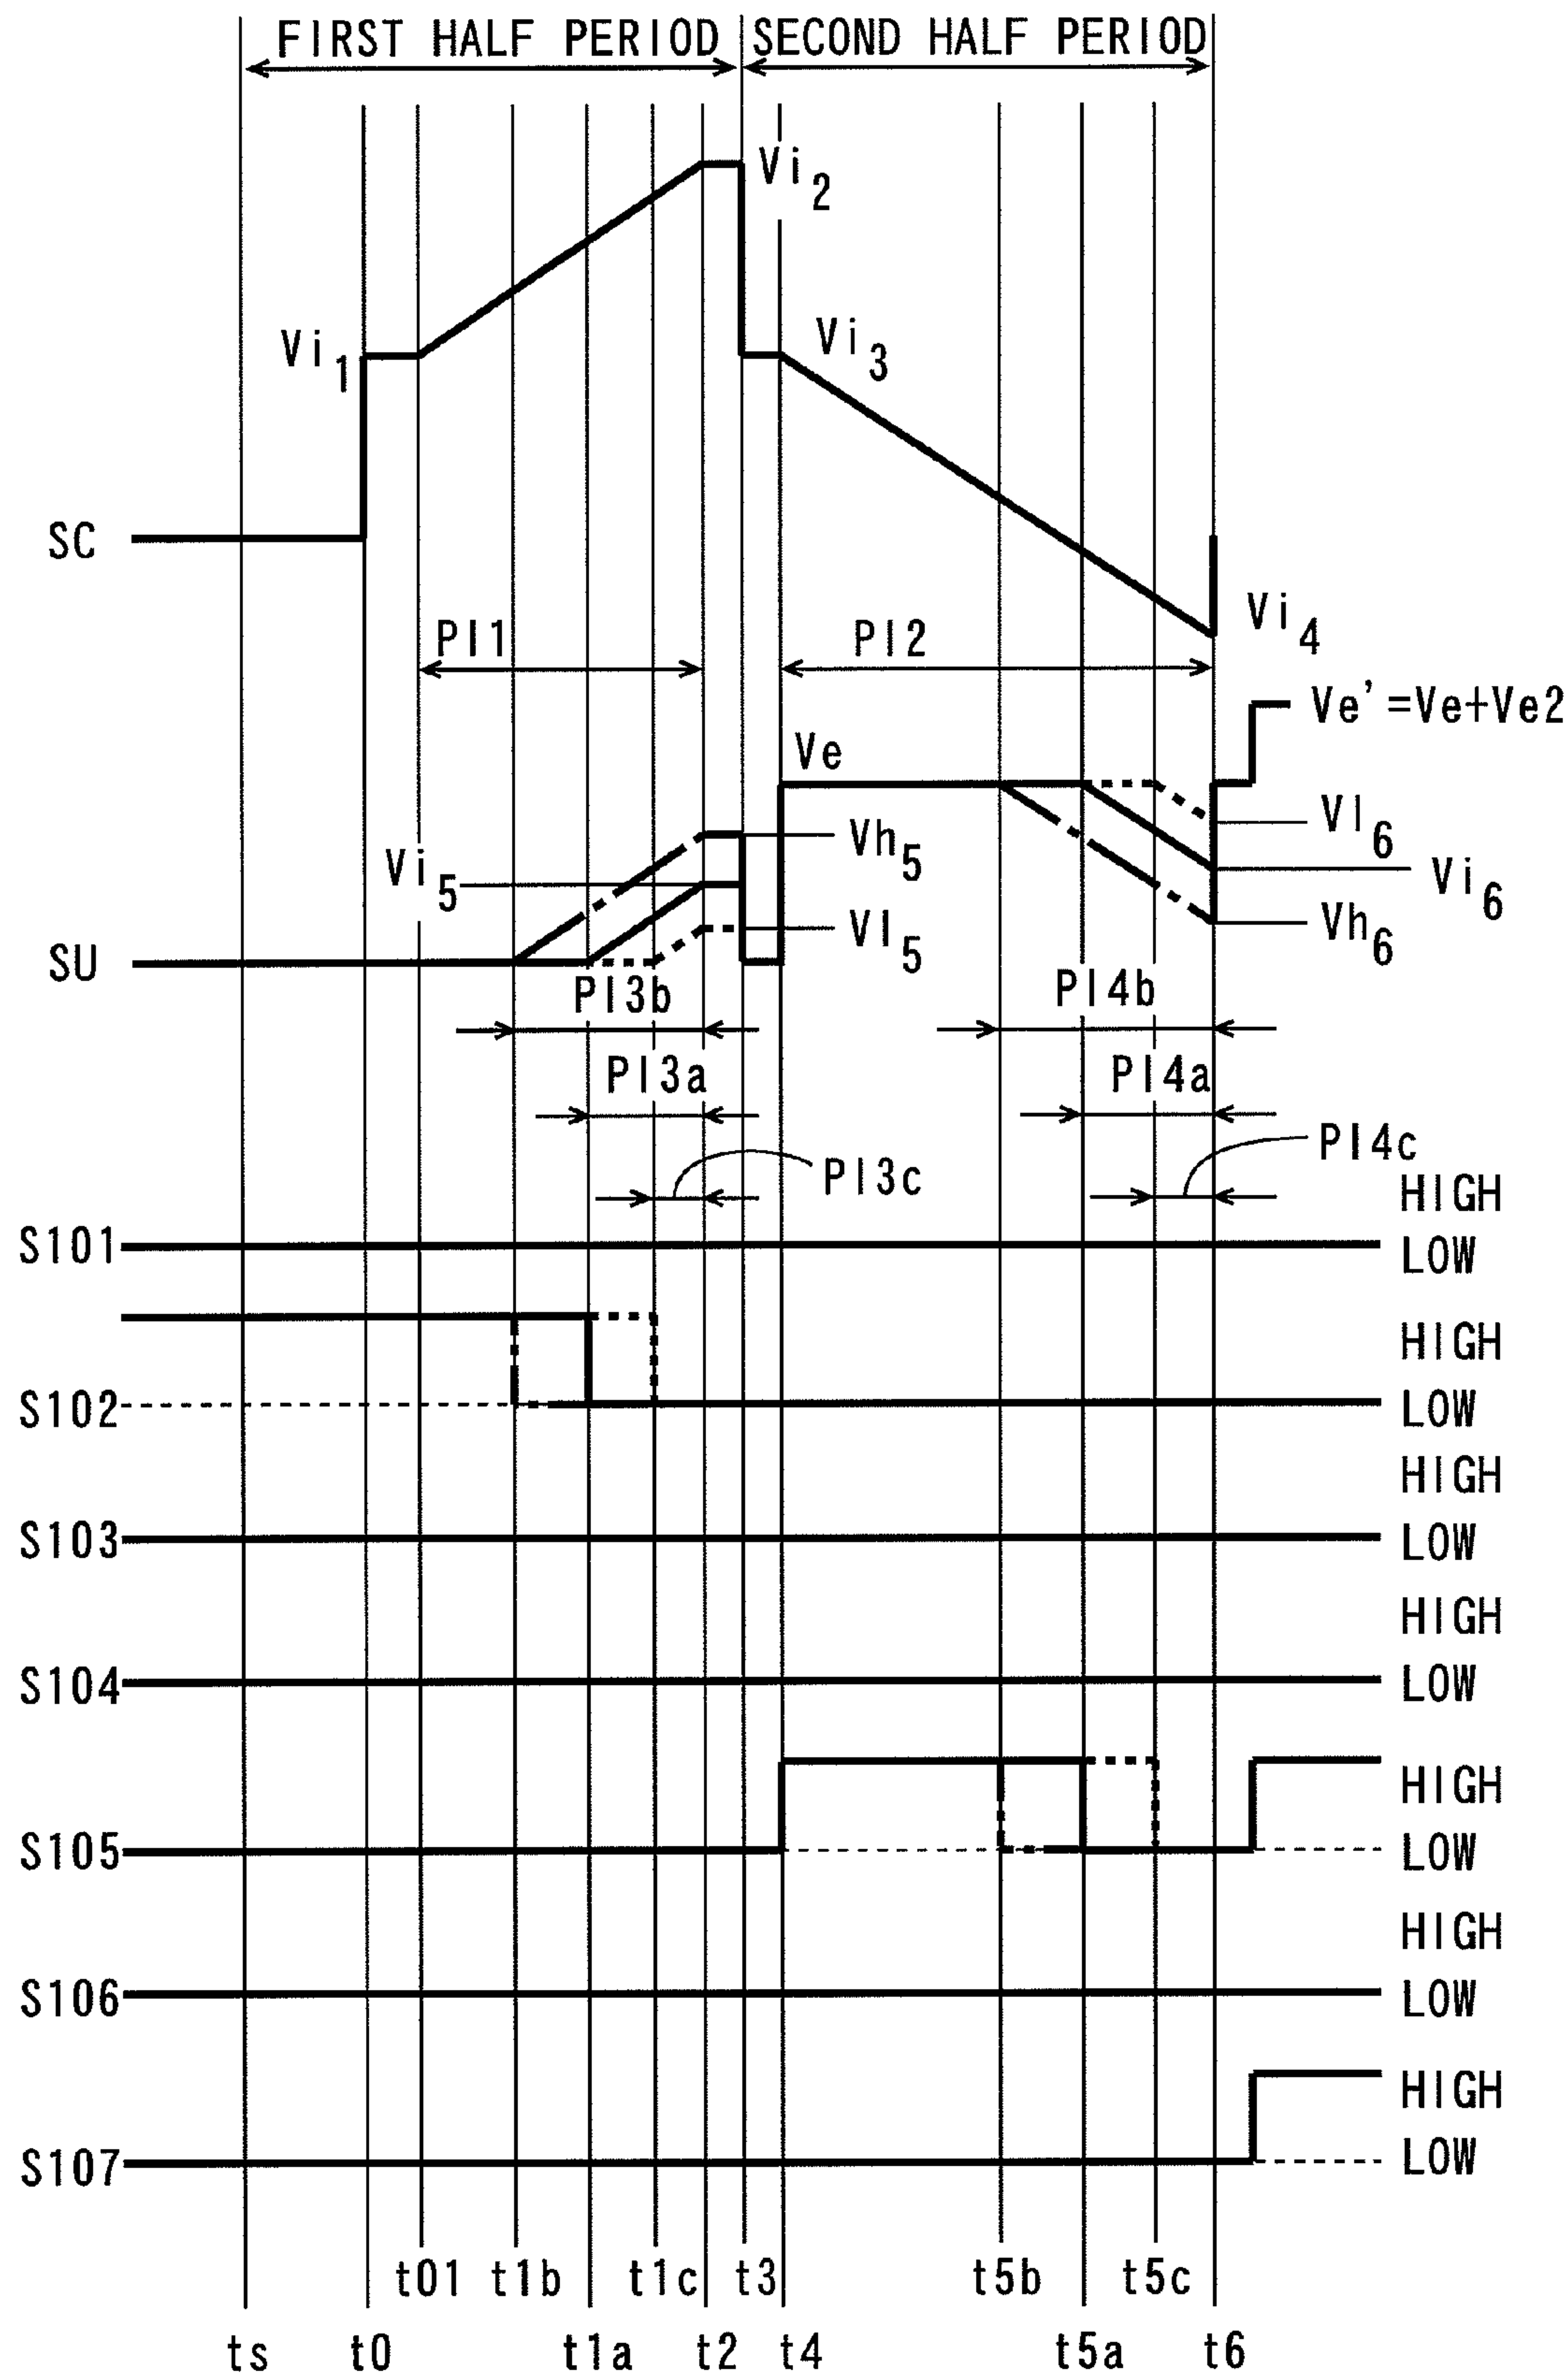 FIRST HALF PERIOD SECOND HALF PERIOD
Vi2
Vi1 Vi3
SC
Vi4
PI1 PI2
Ve'=Ve+Ve2
Ve
Vl6
Vh5
Vi5 Vi6
Vh6
Vl5
SU
PI3b PI4b
PI3a PI4a
PI3c PI4c
HIGH
S101 LOW
HIGH
S102 LOW
HIGH
S103 LOW
HIGH
S104 LOW
HIGH
S105 LOW
HIGH
S106 LOW
HIGH
S107 LOW
t01 t1b t1c t3 t5b t5c
ts t0 t1a t2 t4 t5a t6